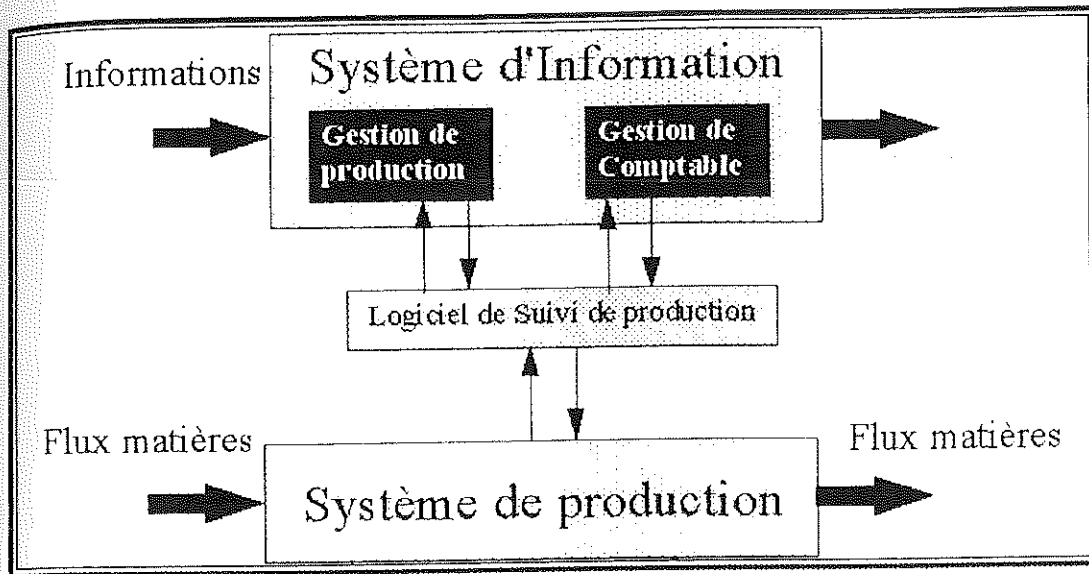 Informations
Système d'Information
Gestion de
production
Gestion de
Comptable
Logiciel de Suivi de production
Flux matières
Flux matières
Système de production